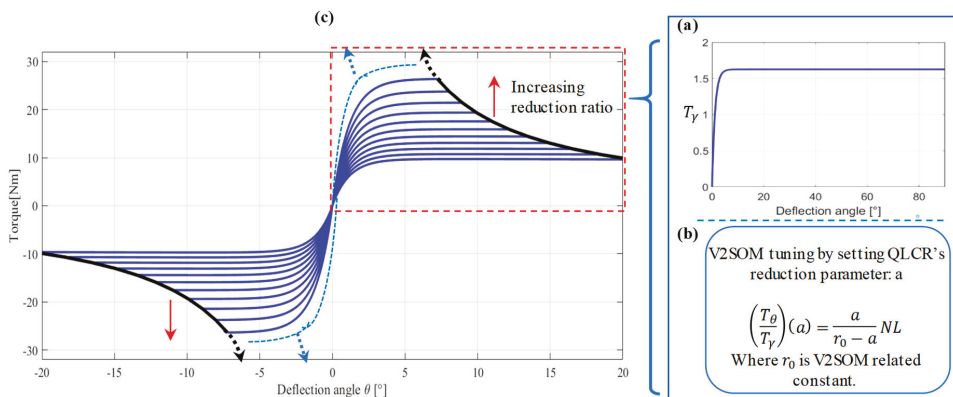 (c)
Torque[Nm]
30
20
10
0
-10
-20
-30
-20
-15
-10
-5
0
5
10
15
20
Deflection angle θ [°]
Increasing
reduction ratio
(a)
2
1.5
1
0.5
0
Tγ
0
20
40
60
80
Deflection angle [°]
(b)
V2SOM tuning by setting QLCR's
reduction parameter: a
(Tθ/Tγ)(a) = a/(r0 − a) NL
Where r0 is V2SOM related
constant.